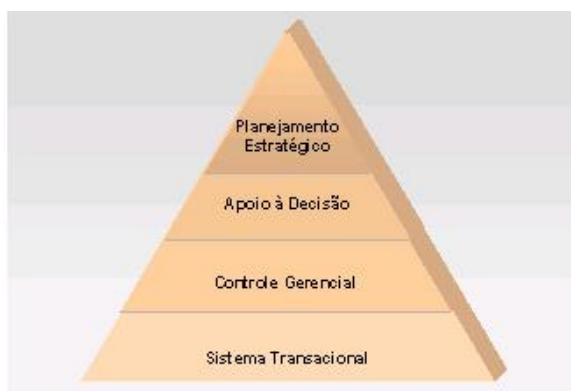 Planejamento
Estratégico
Apoio à Decisão
Controle Gerencial
Sistema Transacional